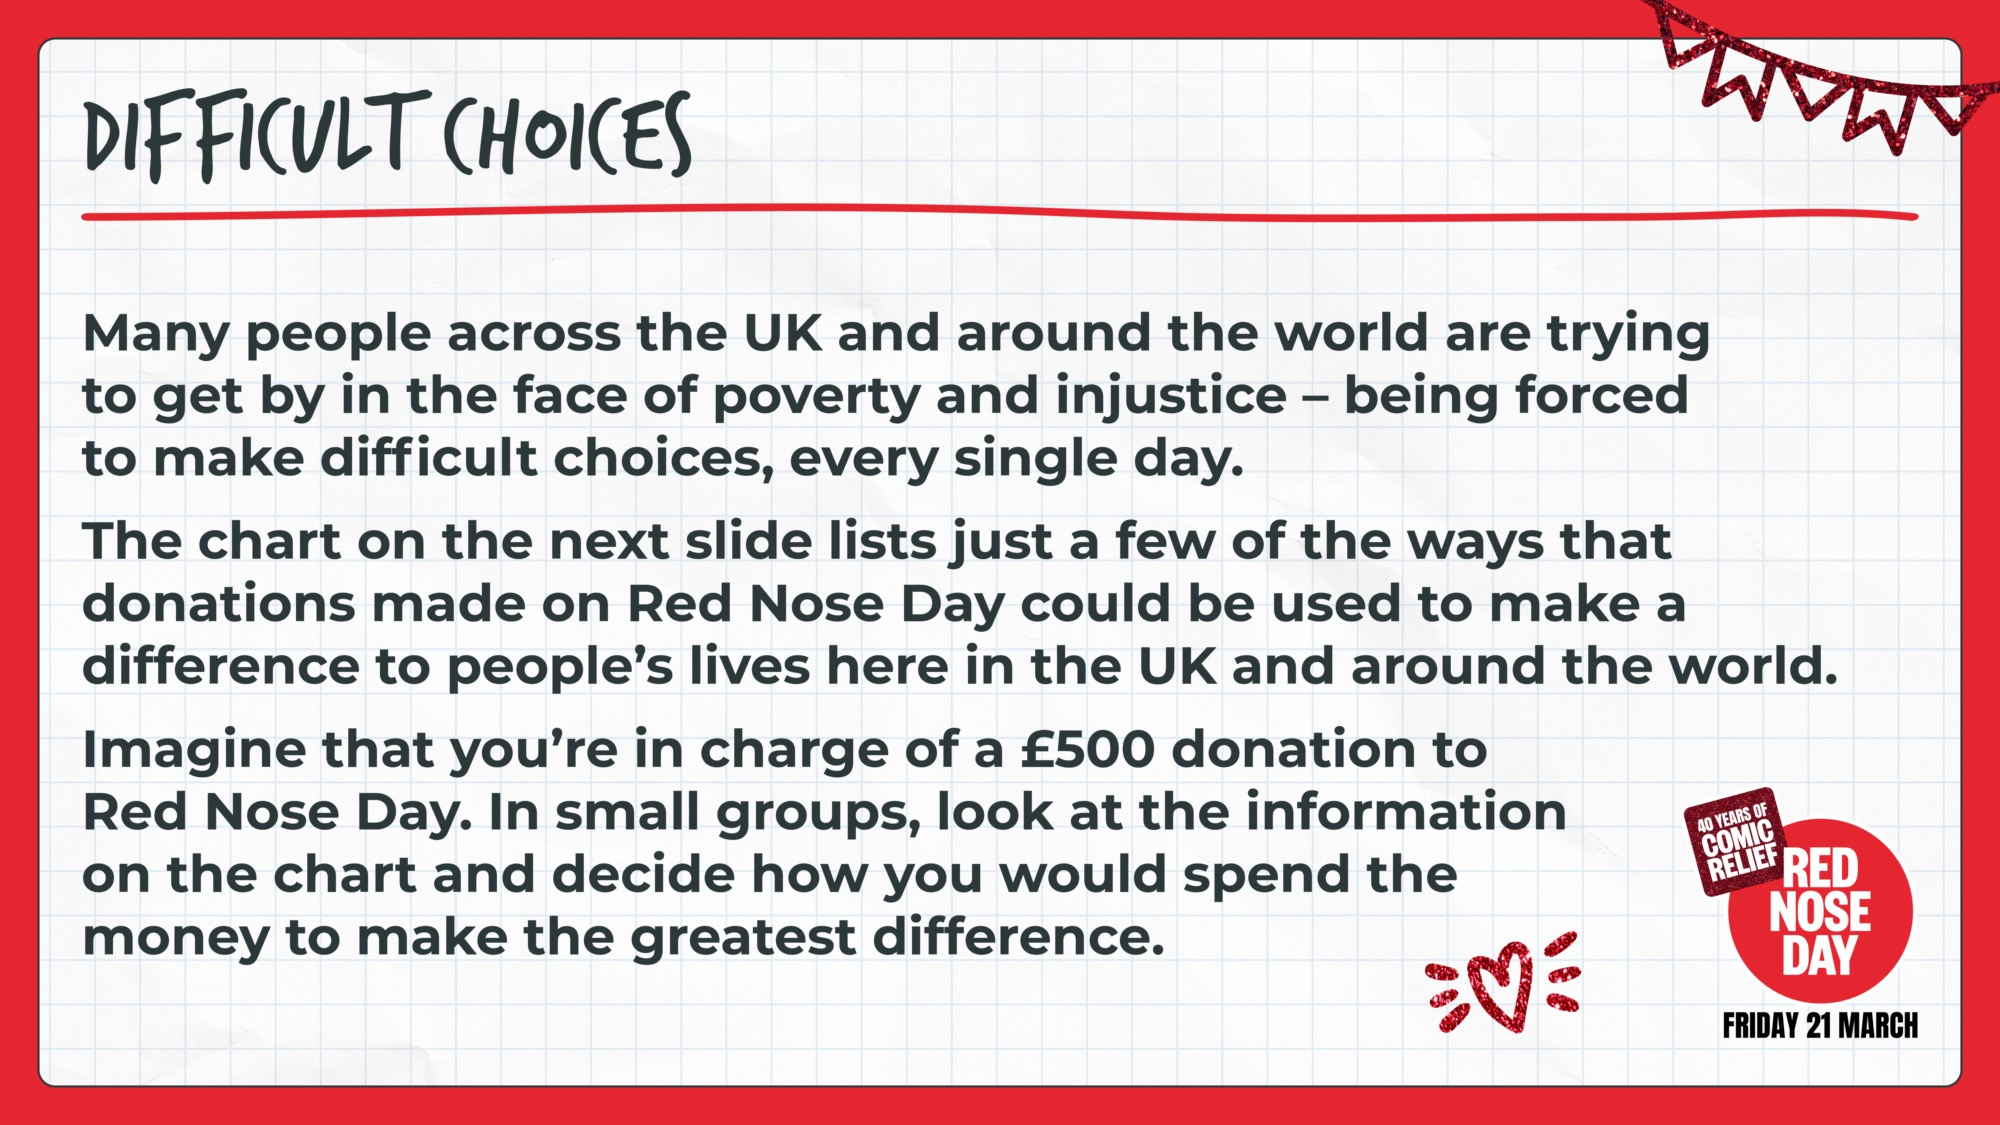 DIFFICULT CHOICES
Many people across the UK and around the world are trying
to get by in the face of poverty and injustice – being forced
to make difficult choices, every single day.
The chart on the next slide lists just a few of the ways that
donations made on Red Nose Day could be used to make a
difference to people’s lives here in the UK and around the world.
Imagine that you’re in charge of a £500 donation to
Red Nose Day. In small groups, look at the information
on the chart and decide how you would spend the
money to make the greatest difference.
40 YEARS OF
COMIC
RELIEF
RED
NOSE
DAY
FRIDAY 21 MARCH